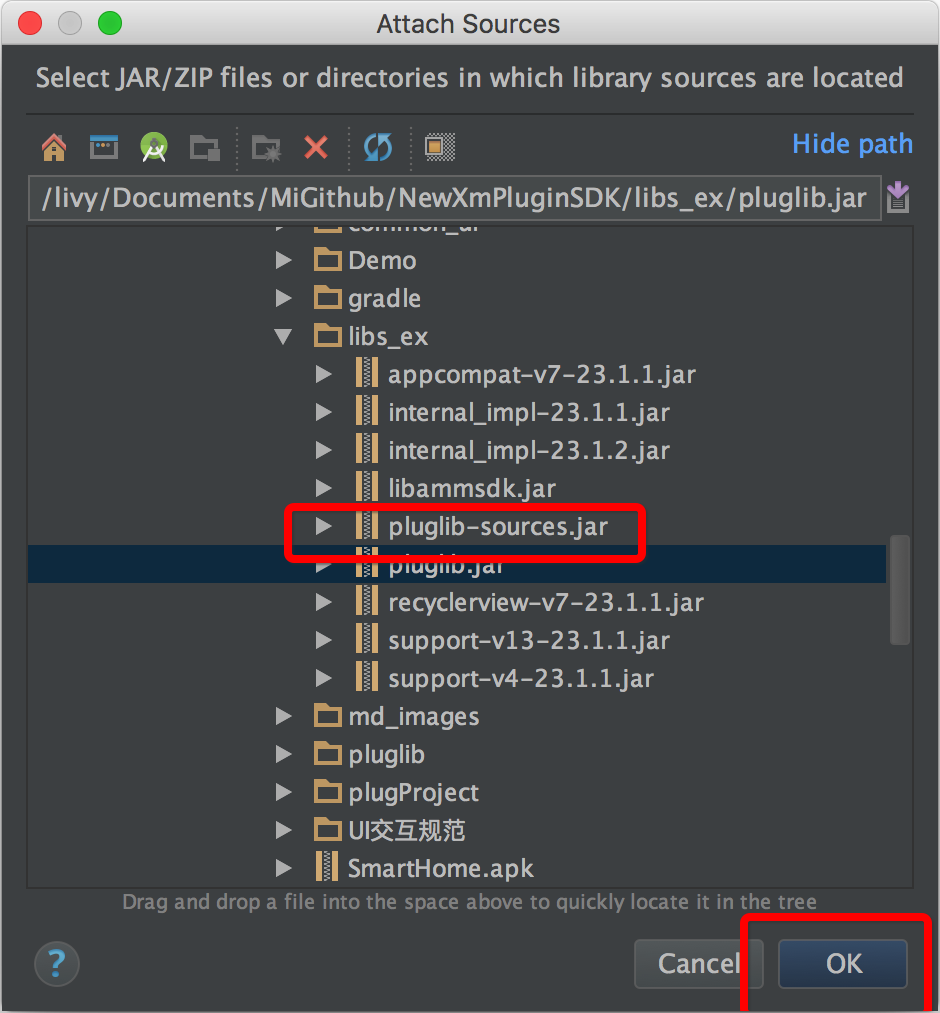 Attach Sources
Select JAR/ZIP files or directories in which library sources are located
Hide path
/livy/Documents/MiGithub/NewXmPluginSDK/libs_ex/pluglib.jar
common_ui
Demo
gradle
libs_ex
appcompat-v7-23.1.1.jar
internal_impl-23.1.1.jar
internal_impl-23.1.2.jar
libammsdk.jar
pluglib-sources.jar
pluglib.jar
recyclerview-v7-23.1.1.jar
support-v13-23.1.1.jar
support-v4-23.1.1.jar
md_images
pluglib
plugProject
UI交互规范
SmartHome.apk
Drag and drop a file into the space above to quickly locate it in the tree
?
Cancel
OK